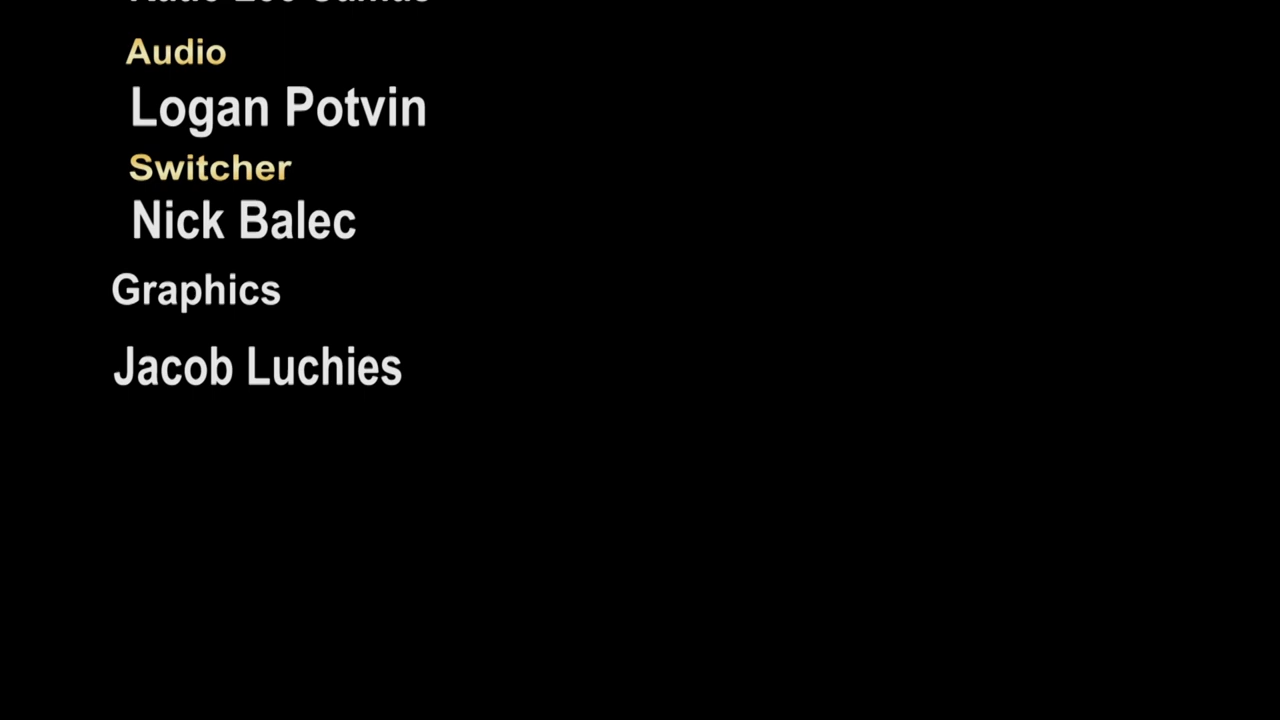 Audio
Logan Potvin
Switcher
Nick Balec
Graphics
Jacob Luchies